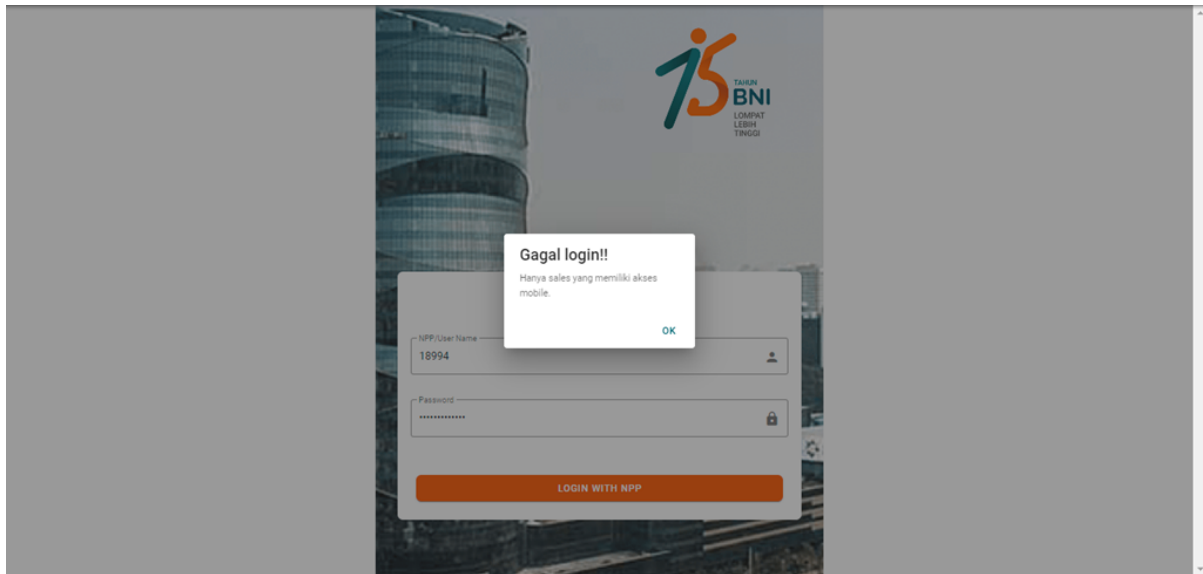 75
TAHUN
BNI
LOMPAT
LEBIH
TINGGI
Gagal login!!
Hanya sales yang memiliki akses
mobile.
OK
NPP/User Name
18994
Password
•••••••••••••
LOGIN WITH NPP